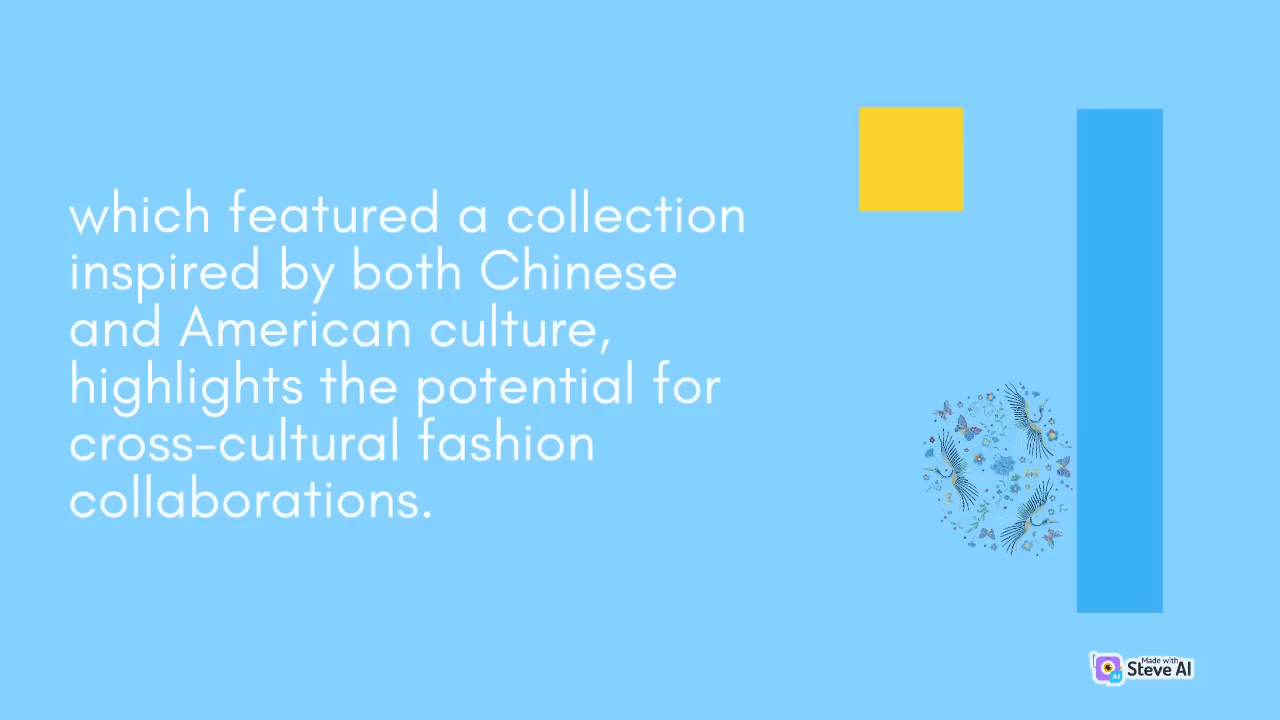 which featured a collection
inspired by both Chinese
and American culture,
highlights the potential for
cross-cultural fashion
collaborations.
Made with
Steve AI
AI